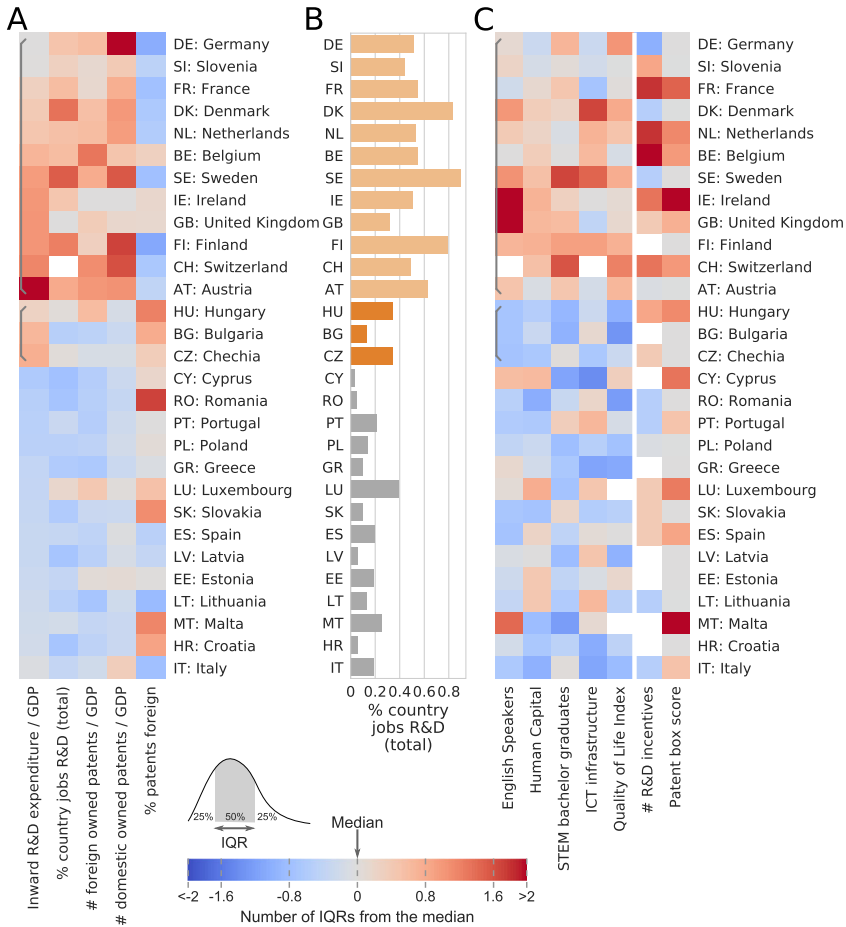 A
B
C
DE: Germany
SI: Slovenia
FR: France
DK: Denmark
NL: Netherlands
BE: Belgium
SE: Sweden
IE: Ireland
GB: United Kingdom
FI: Finland
CH: Switzerland
AT: Austria
HU: Hungary
BG: Bulgaria
CZ: Chechia
CY: Cyprus
RO: Romania
PT: Portugal
PL: Poland
GR: Greece
LU: Luxembourg
SK: Slovakia
ES: Spain
LV: Latvia
EE: Estonia
LT: Lithuania
MT: Malta
HR: Croatia
IT: Italy
Inward R&D expenditure / GDP
% country jobs R&D (total)
# foreign owned patents / GDP
# domestic owned patents / GDP
% patents foreign
DE
SI
FR
DK
NL
BE
SE
IE
GB
FI
CH
AT
HU
BG
CZ
CY
RO
PT
PL
GR
LU
SK
ES
LV
EE
LT
MT
HR
IT
0 0.2 0.4 0.6 0.8
% country
jobs R&D
(total)
DE: Germany
SI: Slovenia
FR: France
DK: Denmark
NL: Netherlands
BE: Belgium
SE: Sweden
IE: Ireland
GB: United Kingdom
FI: Finland
CH: Switzerland
AT: Austria
HU: Hungary
BG: Bulgaria
CZ: Chechia
CY: Cyprus
RO: Romania
PT: Portugal
PL: Poland
GR: Greece
LU: Luxembourg
SK: Slovakia
ES: Spain
LV: Latvia
EE: Estonia
LT: Lithuania
MT: Malta
HR: Croatia
IT: Italy
English Speakers
Human Capital
STEM bachelor graduates
ICT infrastructure
Quality of Life Index
# R&D incentives
Patent box score
25% 50% 25%
IQR
Median
<-2 -1.6 -0.8 0 0.8 1.6 >2
Number of IQRs from the median